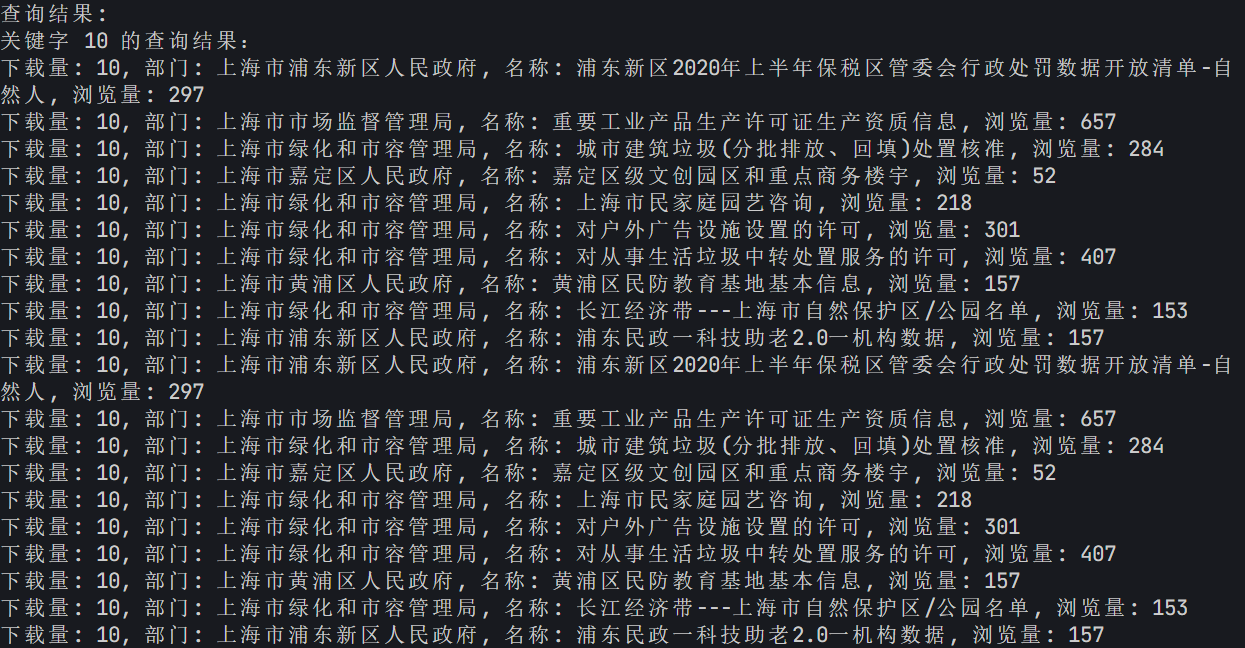 查询结果:
关键字 10 的查询结果:
下载量: 10, 部门: 上海市浦东新区人民政府, 名称: 浦东新区2020年上半年保税区管委会行政处罚数据开放清单-自
然人, 浏览量: 297
下载量: 10, 部门: 上海市市场监督管理局, 名称: 重要工业产品生产许可证生产资质信息, 浏览量: 657
下载量: 10, 部门: 上海市绿化和市容管理局, 名称: 城市建筑垃圾(分批排放、回填)处置核准, 浏览量: 284
下载量: 10, 部门: 上海市嘉定区人民政府, 名称: 嘉定区级文创园区和重点商务楼宇, 浏览量: 52
下载量: 10, 部门: 上海市绿化和市容管理局, 名称: 上海市民家庭园艺咨询, 浏览量: 218
下载量: 10, 部门: 上海市绿化和市容管理局, 名称: 对户外广告设施设置的许可, 浏览量: 301
下载量: 10, 部门: 上海市绿化和市容管理局, 名称: 对从事生活垃圾中转处置服务的许可, 浏览量: 407
下载量: 10, 部门: 上海市黄浦区人民政府, 名称: 黄浦区民防教育基地基本信息, 浏览量: 157
下载量: 10, 部门: 上海市绿化和市容管理局, 名称: 长江经济带---上海市自然保护区/公园名单, 浏览量: 153
下载量: 10, 部门: 上海市浦东新区人民政府, 名称: 浦东民政一科技助老2.0一机构数据, 浏览量: 157
下载量: 10, 部门: 上海市浦东新区人民政府, 名称: 浦东新区2020年上半年保税区管委会行政处罚数据开放清单-自
然人, 浏览量: 297
下载量: 10, 部门: 上海市市场监督管理局, 名称: 重要工业产品生产许可证生产资质信息, 浏览量: 657
下载量: 10, 部门: 上海市绿化和市容管理局, 名称: 城市建筑垃圾(分批排放、回填)处置核准, 浏览量: 284
下载量: 10, 部门: 上海市嘉定区人民政府, 名称: 嘉定区级文创园区和重点商务楼宇, 浏览量: 52
下载量: 10, 部门: 上海市绿化和市容管理局, 名称: 上海市民家庭园艺咨询, 浏览量: 218
下载量: 10, 部门: 上海市绿化和市容管理局, 名称: 对户外广告设施设置的许可, 浏览量: 301
下载量: 10, 部门: 上海市绿化和市容管理局, 名称: 对从事生活垃圾中转处置服务的许可, 浏览量: 407
下载量: 10, 部门: 上海市黄浦区人民政府, 名称: 黄浦区民防教育基地基本信息, 浏览量: 157
下载量: 10, 部门: 上海市绿化和市容管理局, 名称: 长江经济带---上海市自然保护区/公园名单, 浏览量: 153
下载量: 10, 部门: 上海市浦东新区人民政府, 名称: 浦东民政一科技助老2.0一机构数据, 浏览量: 157